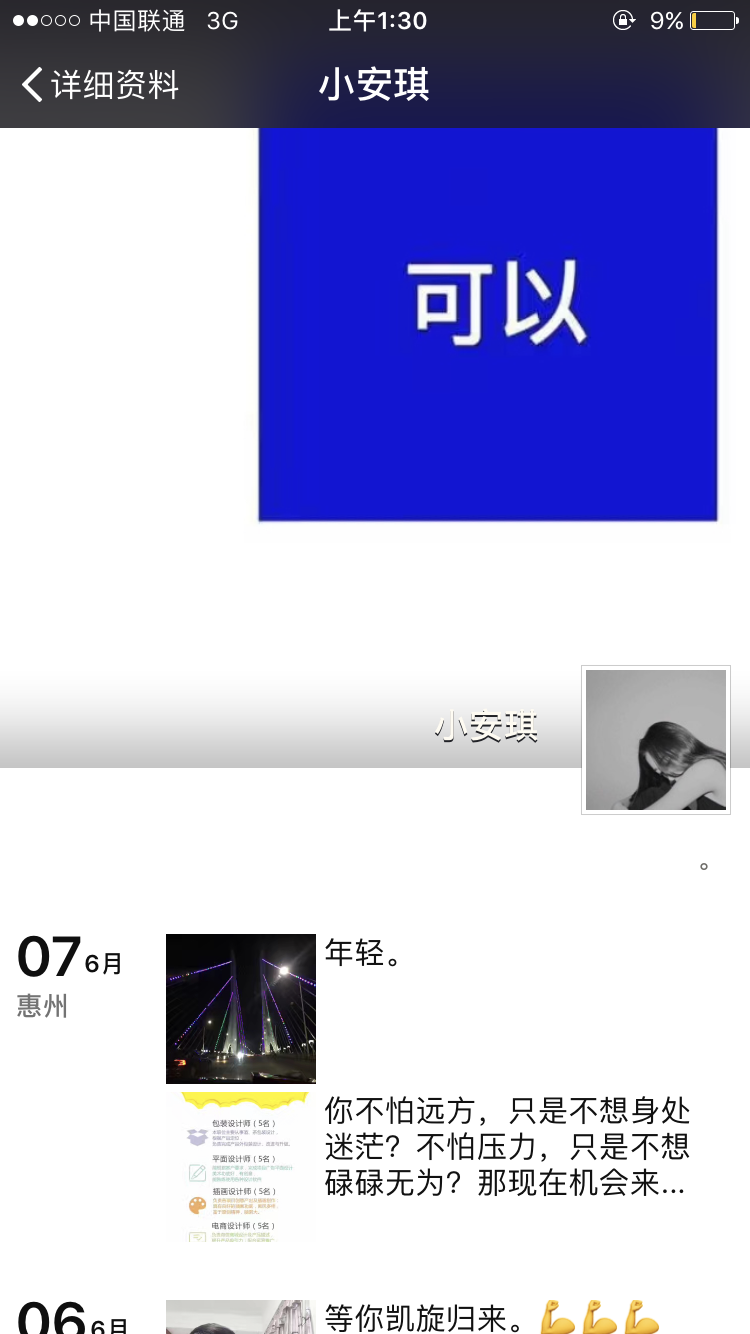 中国联通 3G 上午1:30 9%
详细资料 小安琪
可以
小安琪
。
07 6月 年轻。
惠州
你不怕远方，只是不想身处
迷茫？不怕压力，只是不想
碌碌无为？那现在机会来...
包装设计师 ( 5名 )
平面设计师 ( 5名 )
插画设计师 ( 5名 )
电商设计师 ( 5名 )
06 6月 等你凯旋归来。💪💪💪